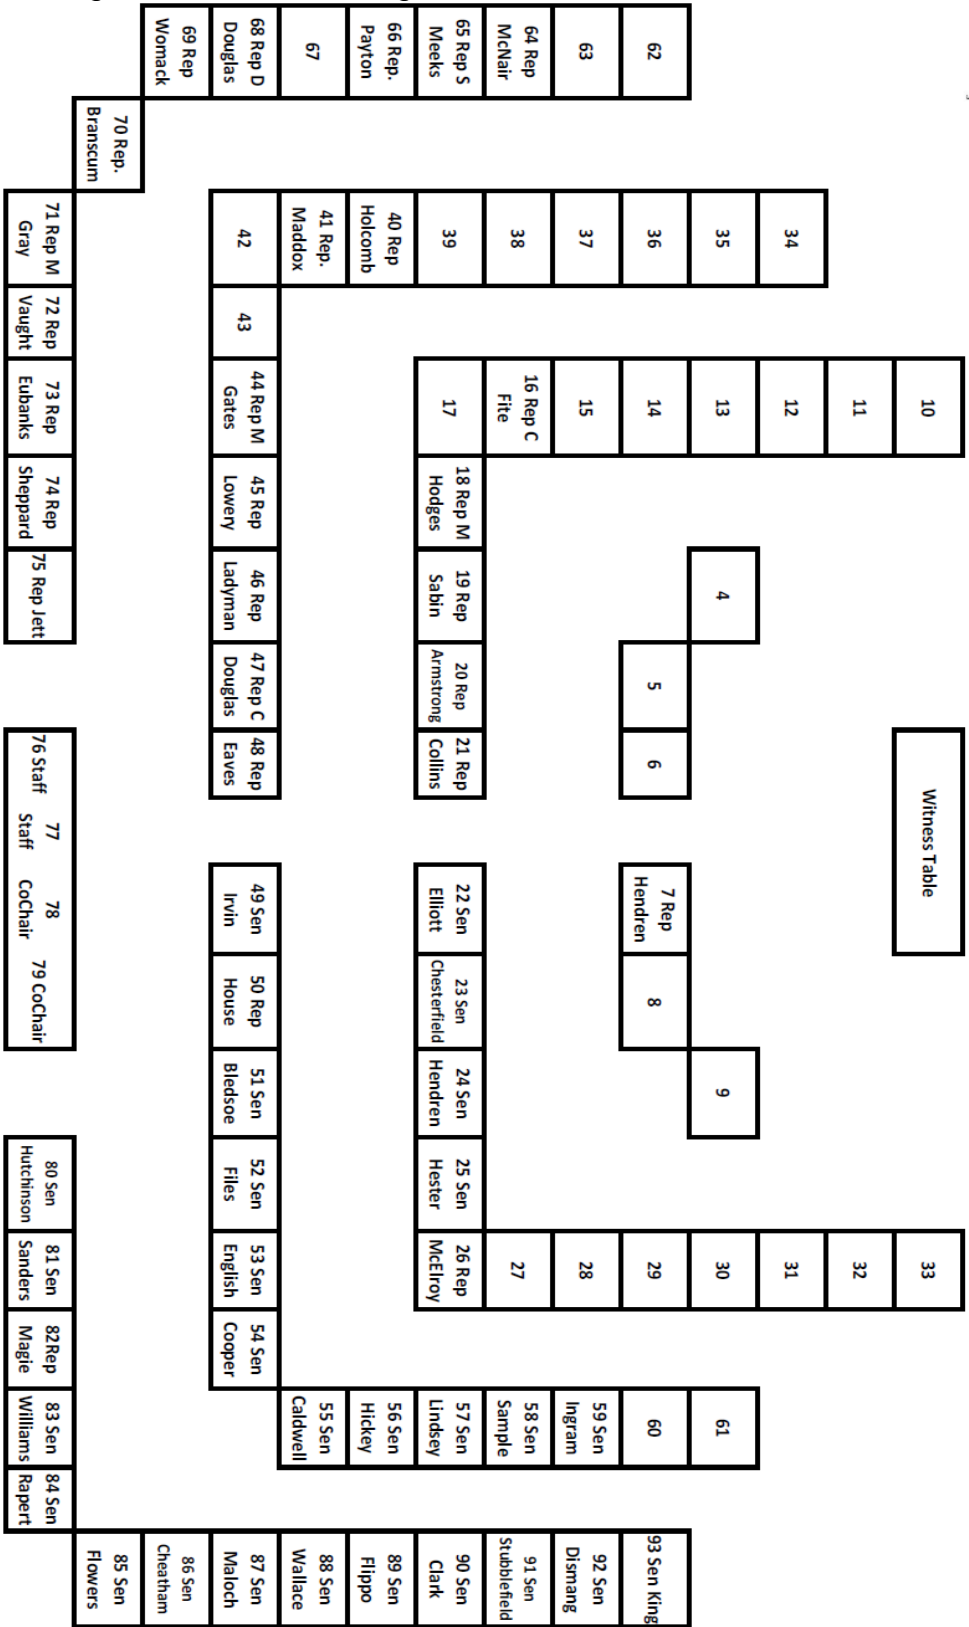 62
63
64 Rep
McNair
65 Rep S
Meeks
66 Rep.
Payton
67
68 Rep D
Douglas
69 Rep
Womack
70 Rep.
Branscum
71 Rep M
Gray
72 Rep
Vaught
73 Rep
Eubanks
74 Rep
Sheppard
75 Rep Jett
34
35
36
37
38
39
40 Rep
Holcomb
41 Rep.
Maddox
42
43
44 Rep M
Gates
45 Rep
Lowery
46 Rep
Ladyman
47 Rep C
Douglas
48 Rep
Eaves
10
11
12
13
14
15
16 Rep C
Fite
17
18 Rep M
Hodges
19 Rep
Sabin
20 Rep
Armstrong
21 Rep
Collins
4
5
6
Witness Table
7 Rep
Hendren
8
9
76 Staff
77
Staff
78
CoChair
79 CoChair
22 Sen
Elliott
23 Sen
Chesterfield
24 Sen
Hendren
25 Sen
Hester
26 Rep
McElroy
27
28
29
30
31
32
33
49 Sen
Irvin
50 Rep
House
51 Sen
Bledsoe
52 Sen
Files
53 Sen
English
54 Sen
Cooper
55 Sen
Caldwell
56 Sen
Hickey
57 Sen
Lindsey
58 Sen
Sample
59 Sen
Ingram
60
61
80 Sen
Hutchinson
81 Sen
Sanders
82Rep
Magie
83 Sen
Williams
84 Sen
Rapert
85 Sen
Flowers
86 Sen
Cheatham
87 Sen
Maloch
88 Sen
Wallace
89 Sen
Flippo
90 Sen
Clark
91 Sen
Stubblefield
92 Sen
Dismang
93 Sen King